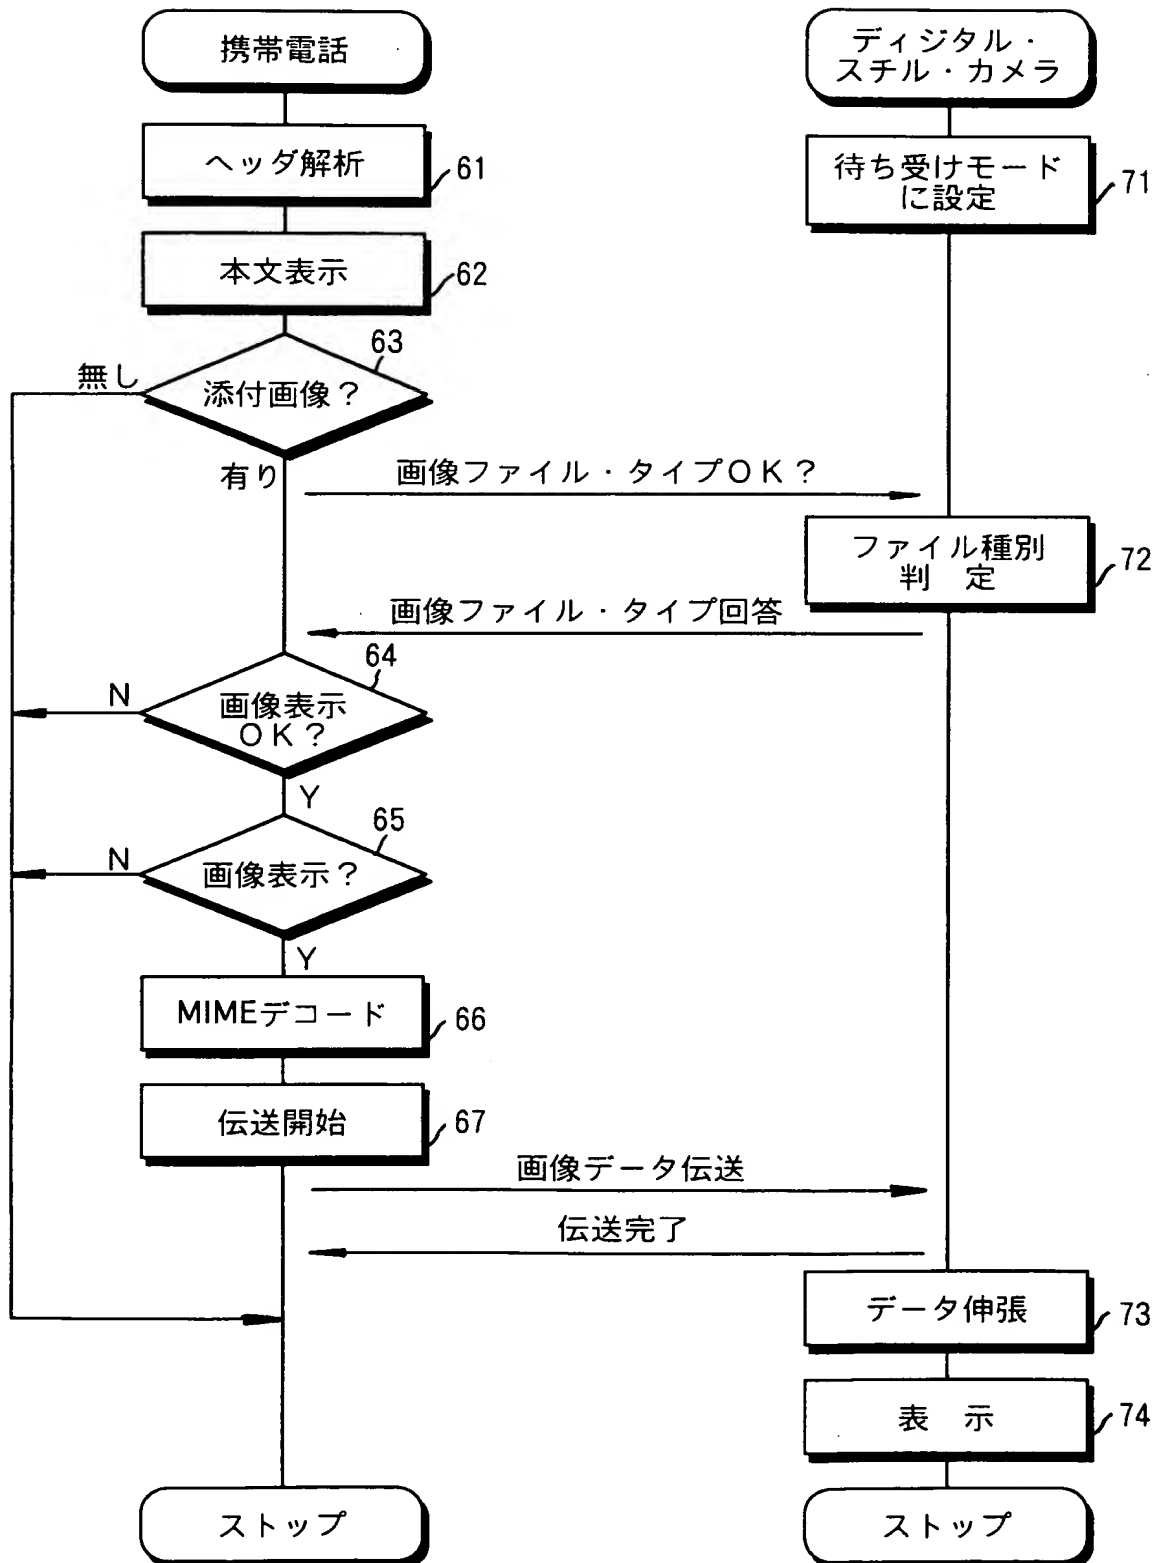 携帯電話
ディジタル・
スチル・カメラ
ヘッダ解析
61
待ち受けモード
に設定
71
本文表示
62
63
添付画像?
無し
有り
画像ファイル・タイプOK?
ファイル種別
判 定
72
画像ファイル・タイプ回答
64
画像表示
OK?
N
Y
65
画像表示?
N
Y
MIMEデコード
66
伝送開始
67
画像データ伝送
伝送完了
データ伸張
73
表 示
74
ストップ
ストップ